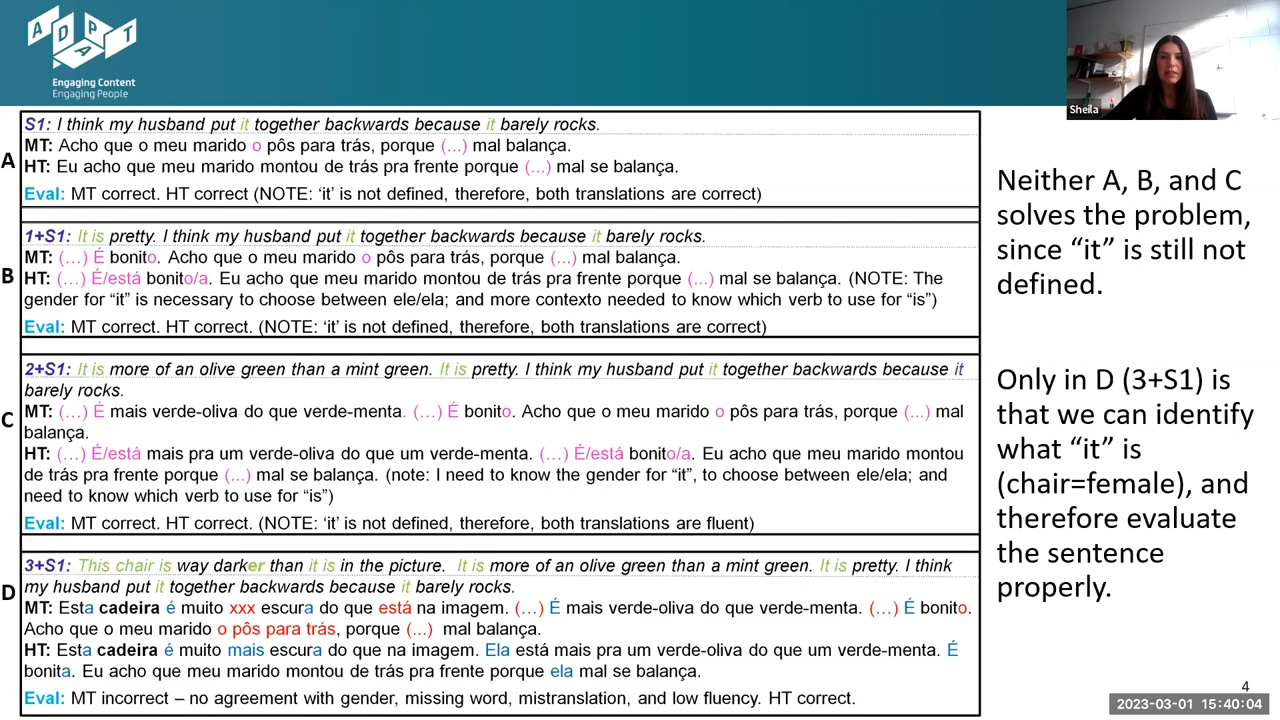 ADAPT
Engaging Content
Engaging People
Sheila
A
S1: I think my husband put it together backwards because it barely rocks.
MT: Acho que o meu marido o pôs para trás, porque (...) mal balança.
HT: Eu acho que meu marido montou de trás pra frente porque (...) mal se balança.
Eval: MT correct. HT correct (NOTE: ‘it’ is not defined, therefore, both translations are correct)
B
1+S1: It is pretty. I think my husband put it together backwards because it barely rocks.
MT: (…) É bonito. Acho que o meu marido o pôs para trás, porque (...) mal balança.
HT: (…) É/está bonito/a. Eu acho que meu marido montou de trás pra frente porque (...) mal se balança. (NOTE: The
gender for “it” is necessary to choose between ele/ela; and more contexto needed to know which verb to use for “is”)
Eval: MT correct. HT correct. (NOTE: ‘it’ is not defined, therefore, both translations are correct)
C
2+S1: It is more of an olive green than a mint green. It is pretty. I think my husband put it together backwards because it
barely rocks.
MT: (…) É mais verde-oliva do que verde-menta. (…) É bonito. Acho que o meu marido o pôs para trás, porque (...) mal
balança.
HT: (…) É/está mais pra um verde-oliva do que um verde-menta. (…) É/está bonito/a. Eu acho que meu marido montou
de trás pra frente porque (...) mal se balança. (note: I need to know the gender for “it”, to choose between ele/ela; and
need to know which verb to use for “is”)
Eval: MT correct. HT correct. (NOTE: ‘it’ is not defined, therefore, both translations are fluent)
D
3+S1: This chair is way darker than it is in the picture. It is more of an olive green than a mint green. It is pretty. I think
my husband put it together backwards because it barely rocks.
MT: Esta cadeira é muito xxx escura do que está na imagem. (…) É mais verde-oliva do que verde-menta. (…) É bonito.
Acho que o meu marido o pôs para trás, porque (...) mal balança.
HT: Esta cadeira é muito mais escura do que na imagem. Ela está mais pra um verde-oliva do que um verde-menta. É
bonita. Eu acho que meu marido montou de trás pra frente porque ela mal se balança.
Eval: MT incorrect – no agreement with gender, missing word, mistranslation, and low fluency. HT correct.
Neither A, B, and C
solves the problem,
since “it” is still not
defined.
Only in D (3+S1) is
that we can identify
what “it” is
(chair=female), and
therefore evaluate
the sentence
properly.
4
2023-03-01 15:40:04